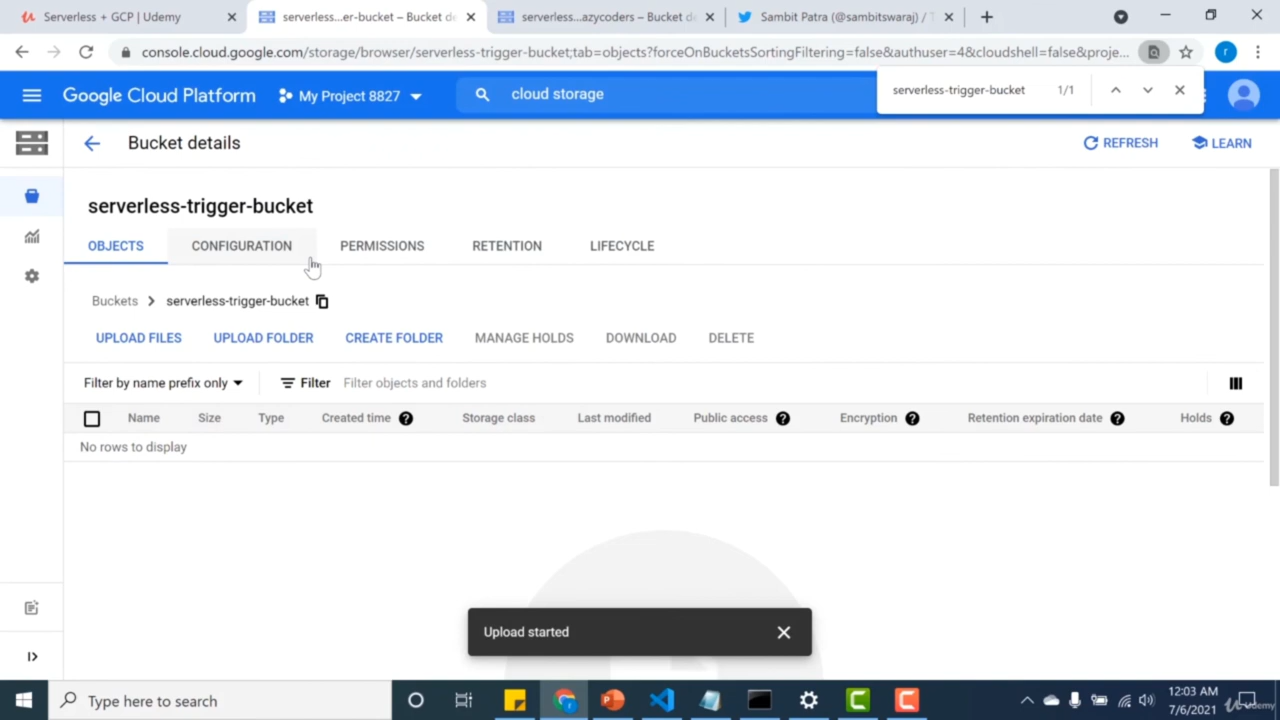 Serverless + GCP | Udemy
serverless...er-bucket – Bucket de
serverless...azycoders – Bucket de
Sambit Patra (@sambitswaraj) / T
console.cloud.google.com/storage/browser/serverless-trigger-bucket;tab=objects?forceOnBucketsSortingFiltering=false&authuser=4&cloudshell=false&proje...
r
Google Cloud Platform
My Project 8827
cloud storage
serverless-trigger-bucket
1/1
Bucket details
REFRESH
LEARN
serverless-trigger-bucket
OBJECTS
CONFIGURATION
PERMISSIONS
RETENTION
LIFECYCLE
Buckets > serverless-trigger-bucket
UPLOAD FILES
UPLOAD FOLDER
CREATE FOLDER
MANAGE HOLDS
DOWNLOAD
DELETE
Filter by name prefix only
Filter
Filter objects and folders
Name
Size
Type
Created time
Storage class
Last modified
Public access
Encryption
Retention expiration date
Holds
No rows to display
Upload started
Type here to search
12:03 AM
7/6/2021
Udemy